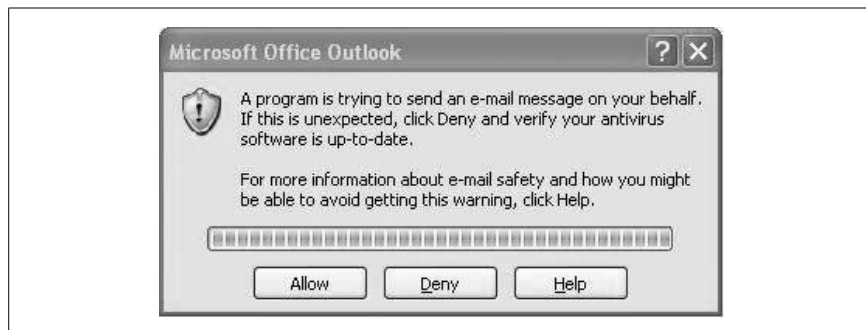 Microsoft Office Outlook
A program is trying to send an e-mail message on your behalf.
If this is unexpected, click Deny and verify your antivirus
software is up-to-date.
For more information about e-mail safety and how you might
be able to avoid getting this warning, click Help.
Allow Deny Help